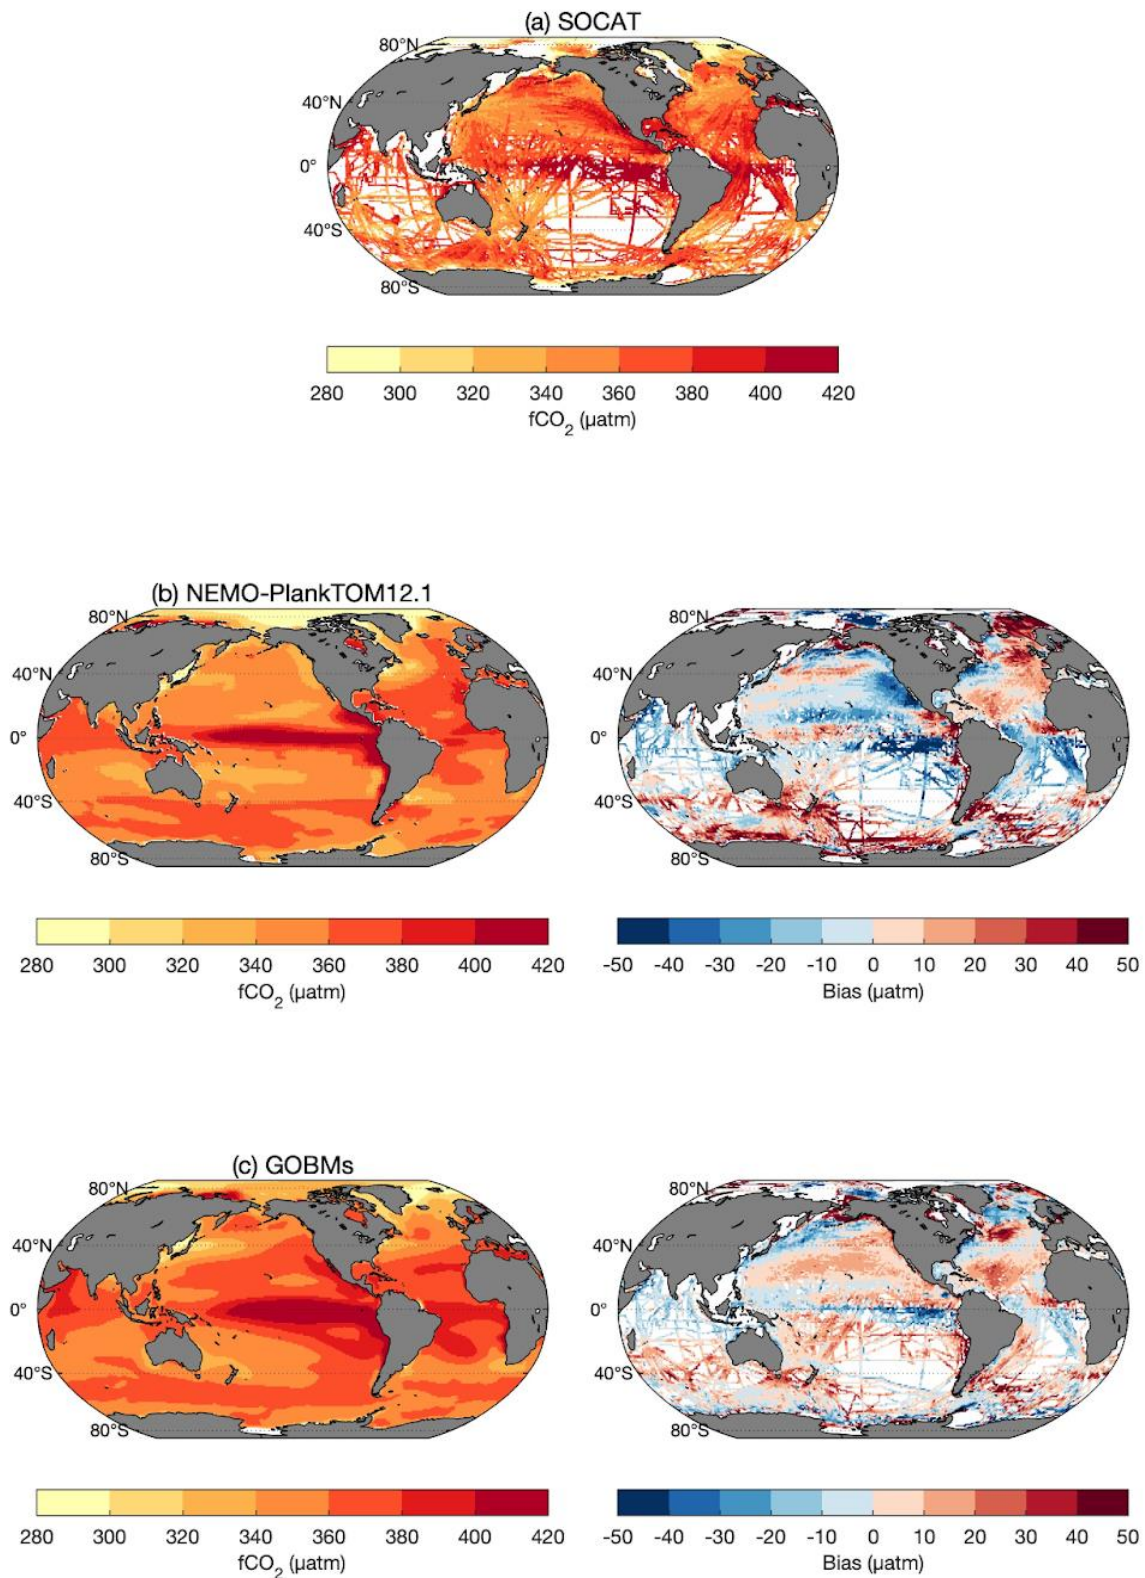 (a) SOCAT
80°N
40°N
0°
40°S
80°S
280 300 320 340 360 380 400 420
fCO₂ (µatm)
(b) NEMO-PlankTOM12.1
80°N 80°N
40°N 40°N
0° 0°
40°S 40°S
80°S 80°S
280 300 320 340 360 380 400 420 -50 -40 -30 -20 -10 0 10 20 30 40 50
fCO₂ (µatm) Bias (µatm)
(c) GOBMs
80°N 80°N
40°N 40°N
0° 0°
40°S 40°S
80°S 80°S
280 300 320 340 360 380 400 420 -50 -40 -30 -20 -10 0 10 20 30 40 50
fCO₂ (µatm) Bias (µatm)